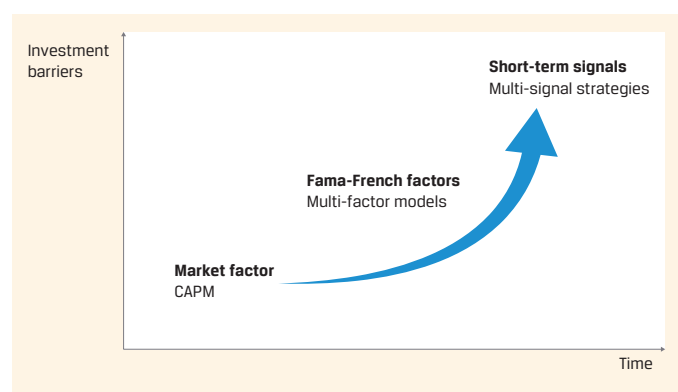 Investment
barriers
Short-term signals
Multi-signal strategies
Fama-French factors
Multi-factor models
Market factor
CAPM
Time